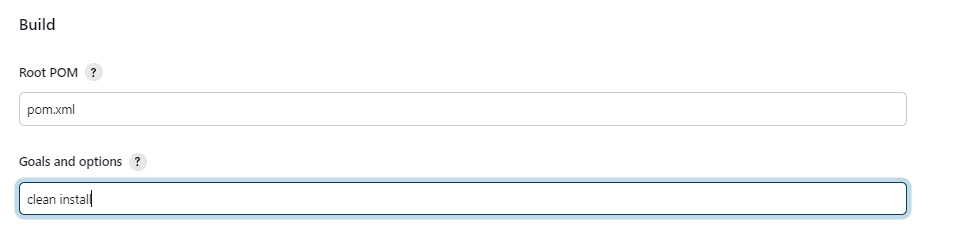 Build
Root POM ?
pom.xml
Goals and options ?
clean install